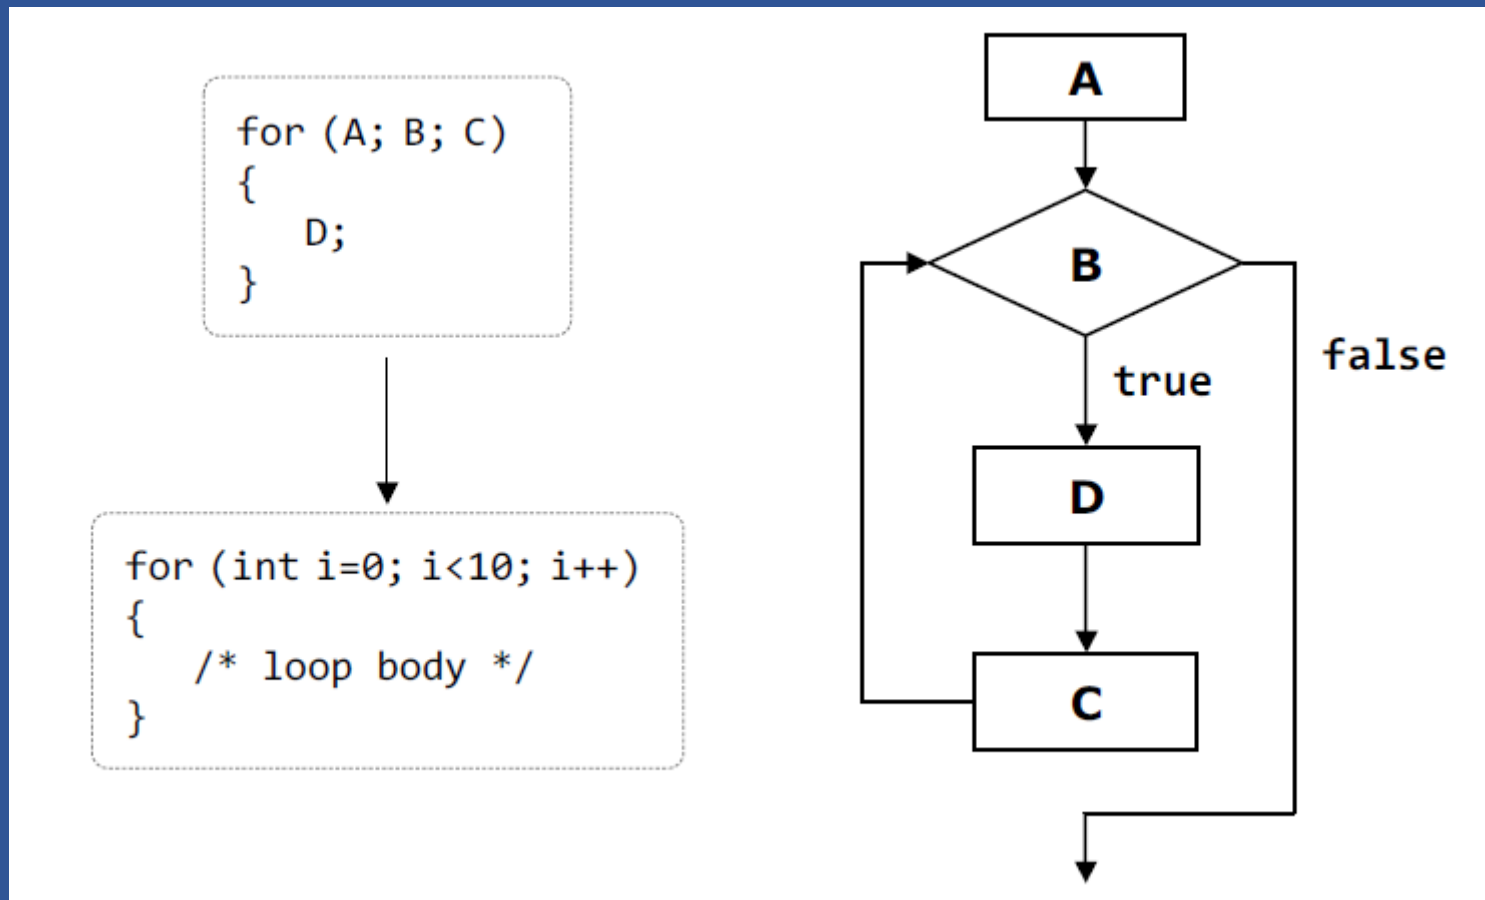 for (A; B; C)
{
D;
}
for (int i=0; i<10; i++)
{
/* loop body */
}
A
B
false
true
D
C